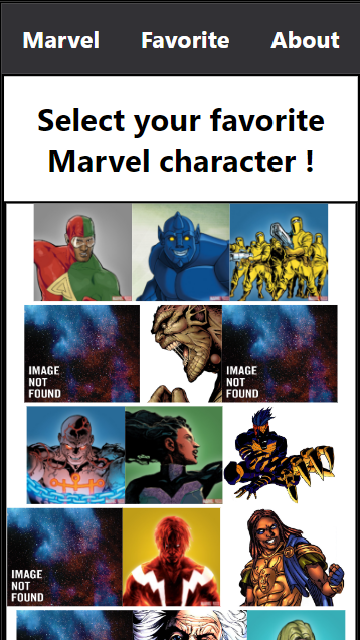 Marvel Favorite About
Select your favorite
Marvel character !
IMAGE
NOT
FOUND
IMAGE
NOT
FOUND
IMAGE
NOT
FOUND